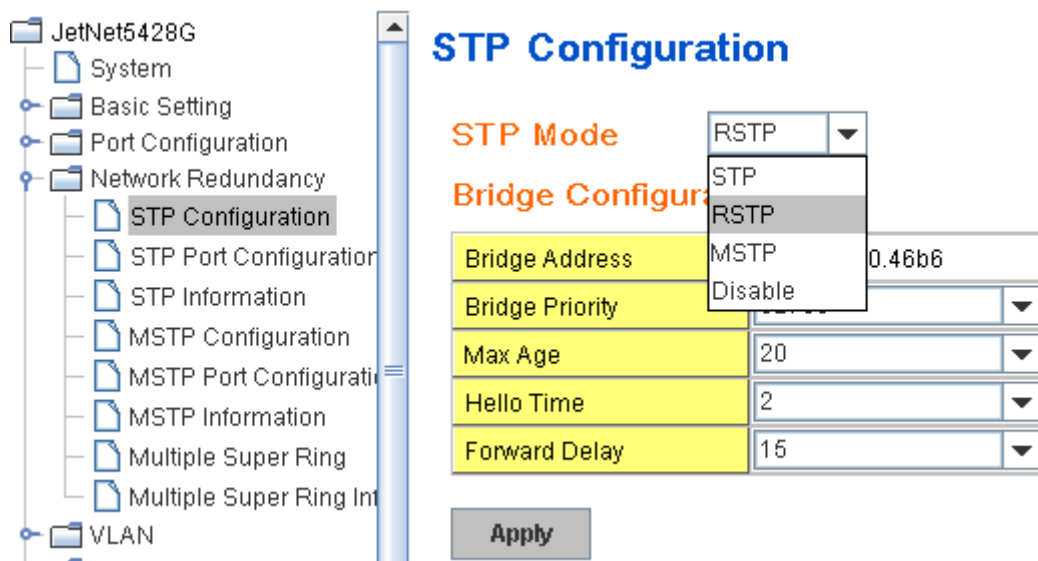 JetNet5428G
System
Basic Setting
Port Configuration
Network Redundancy
STP Configuration
STP Port Configuration
STP Information
MSTP Configuration
MSTP Port Configurati
MSTP Information
Multiple Super Ring
Multiple Super Ring Inf
VLAN
STP Configuration
STP Mode RSTP
STP
RSTP
MSTP
Disable
Bridge Configura
Bridge Address 0.46b6
Bridge Priority
Max Age 20
Hello Time 2
Forward Delay 15
Apply